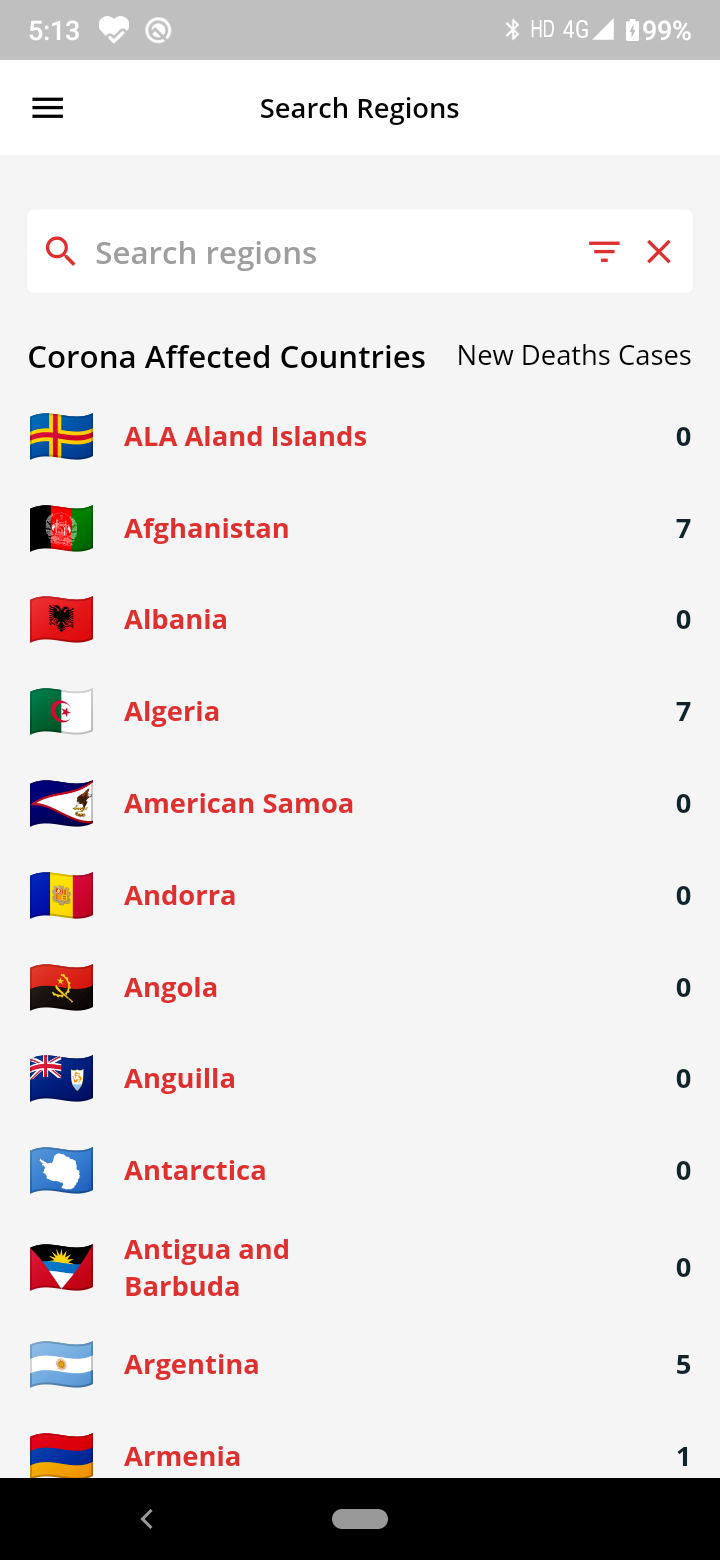 5:13 HD 4G 99%
Search Regions
Search regions
Corona Affected Countries New Deaths Cases
ALA Aland Islands 0
Afghanistan 7
Albania 0
Algeria 7
American Samoa 0
Andorra 0
Angola 0
Anguilla 0
Antarctica 0
Antigua and
Barbuda 0
Argentina 5
Armenia 1